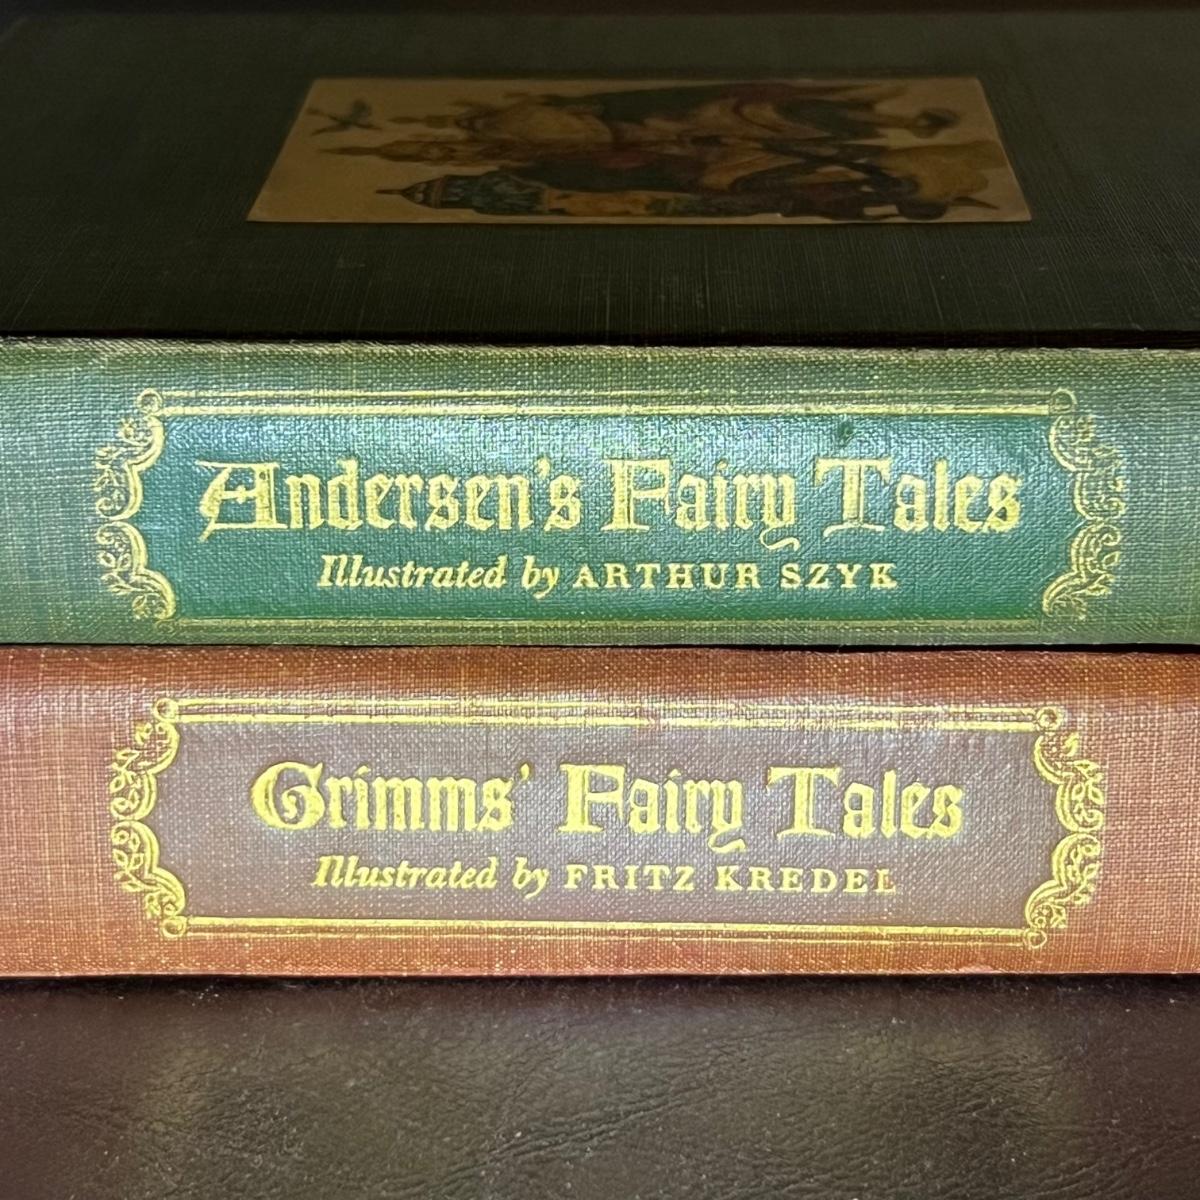 Andersen's Fairy Tales
Illustrated by ARTHUR SZYK
Grimms' Fairy Tales
Illustrated by FRITZ KREDEL